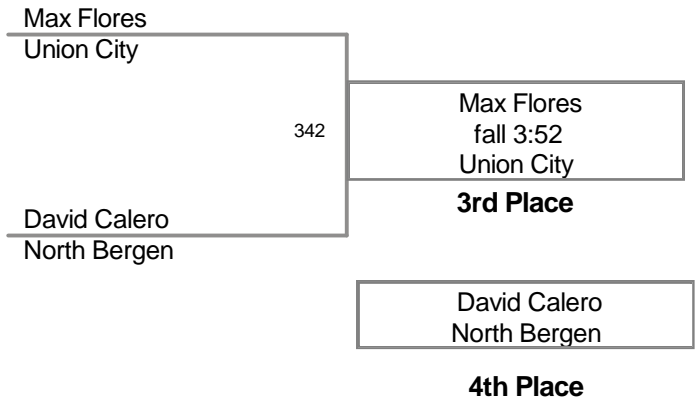 Max Flores
Union City
342
Max Flores
fall 3:52
Union City
3rd Place
David Calero
North Bergen
David Calero
North Bergen
4th Place